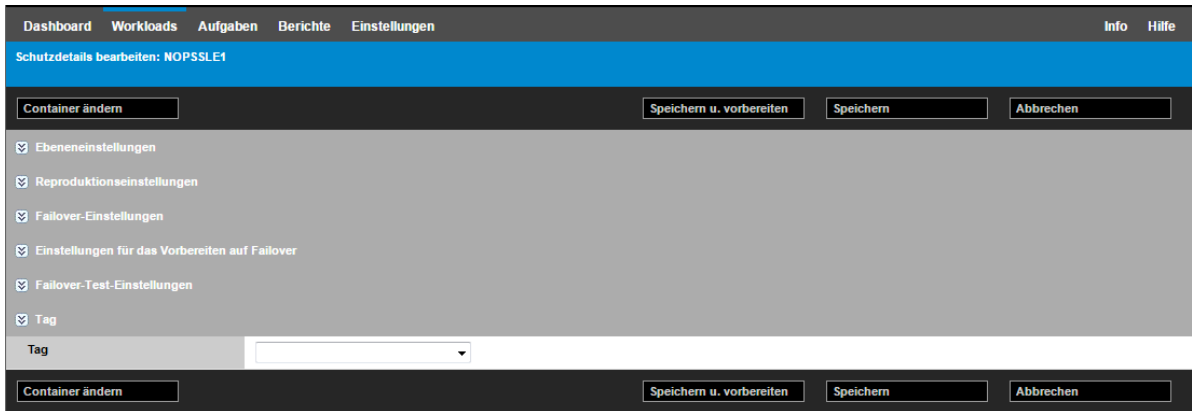 Dashboard Workloads Aufgaben Berichte Einstellungen Info Hilfe
Schutzdetails bearbeiten: NOPSSLE1
Container ändern Speichern u. vorbereiten Speichern Abbrechen
Ebeneneinstellungen
Reproduktionseinstellungen
Failover-Einstellungen
Einstellungen für das Vorbereiten auf Failover
Failover-Test-Einstellungen
Tag
Tag
Container ändern Speichern u. vorbereiten Speichern Abbrechen